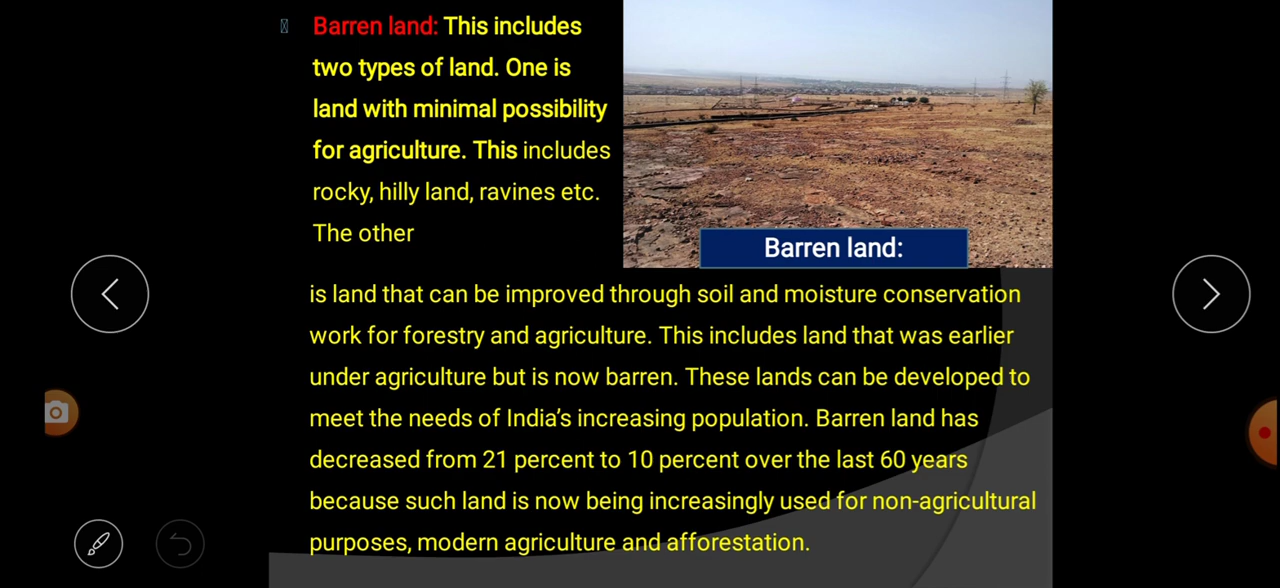 Barren land: This includes
two types of land. One is
land with minimal possibility
for agriculture. This includes
rocky, hilly land, ravines etc.
The other
Barren land:
is land that can be improved through soil and moisture conservation
work for forestry and agriculture. This includes land that was earlier
under agriculture but is now barren. These lands can be developed to
meet the needs of India’s increasing population. Barren land has
decreased from 21 percent to 10 percent over the last 60 years
because such land is now being increasingly used for non-agricultural
purposes, modern agriculture and afforestation.